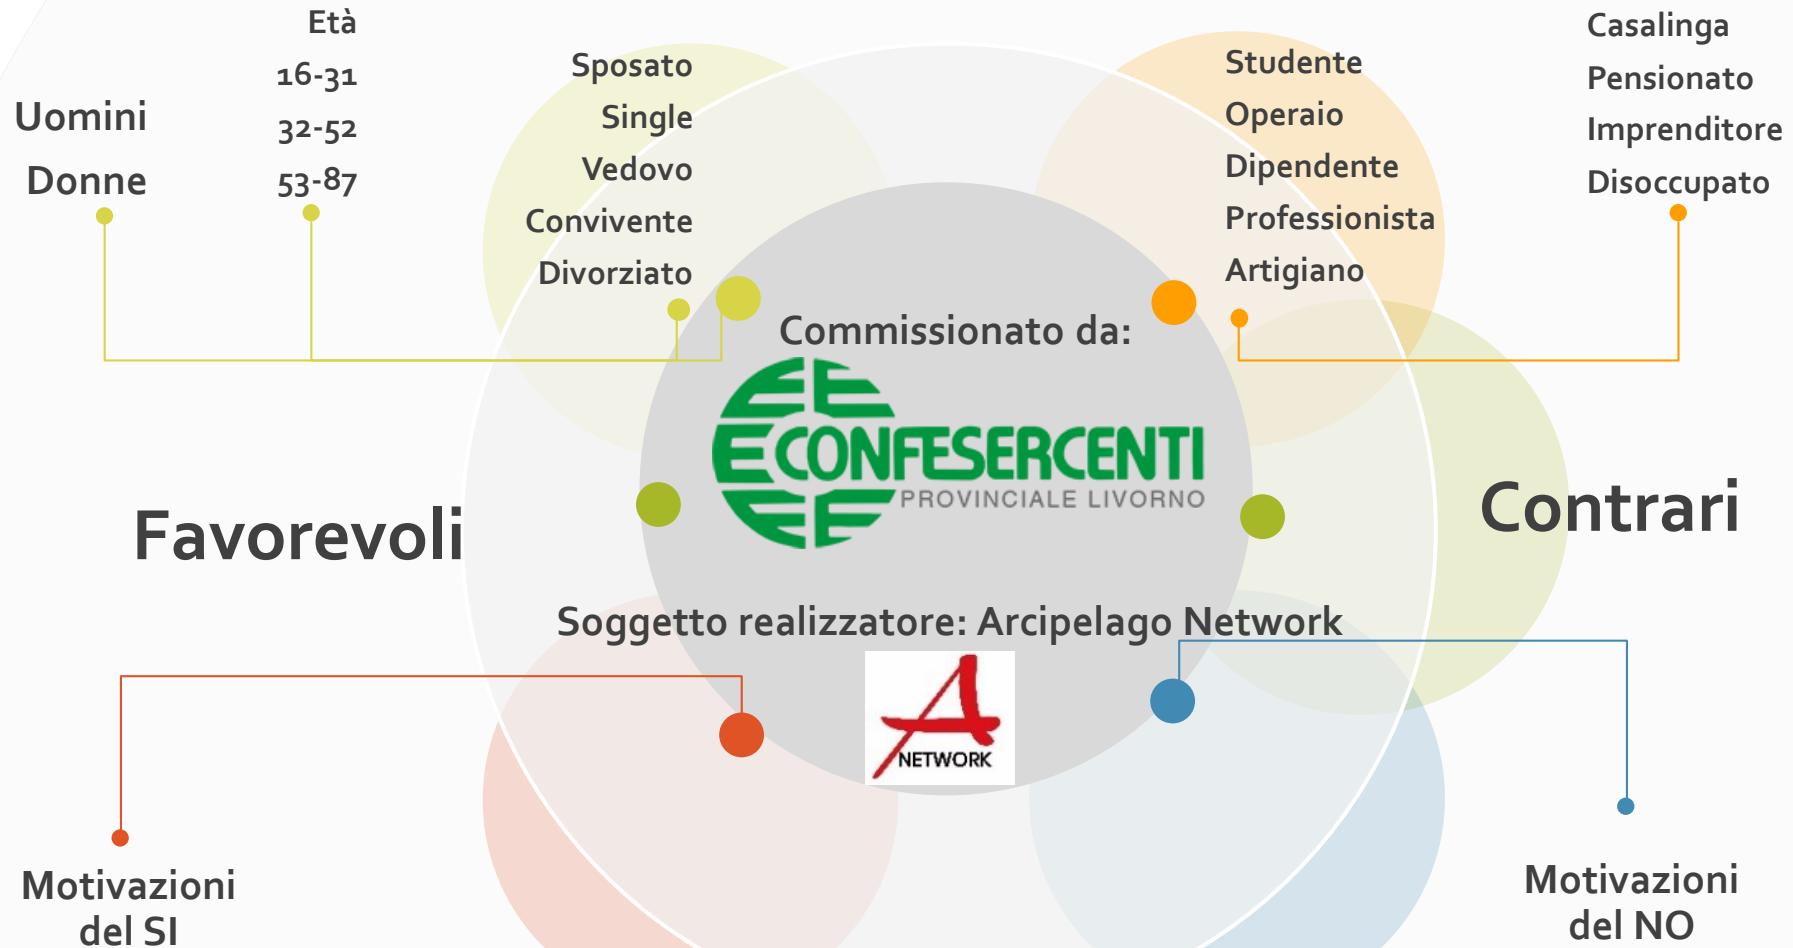 Uomini
Donne
Età
16-31
32-52
53-87
Sposato
Single
Vedovo
Convivente
Divorziato
Studente
Operaio
Dipendente
Professionista
Artigiano
Casalinga
Pensionato
Imprenditore
Disoccupato
Commissionato da:
CONFESERCENTI
PROVINCIALE LIVORNO
Favorevoli
Contrari
Soggetto realizzatore: Arcipelago Network
NETWORK
Motivazioni
del SI
Motivazioni
del NO